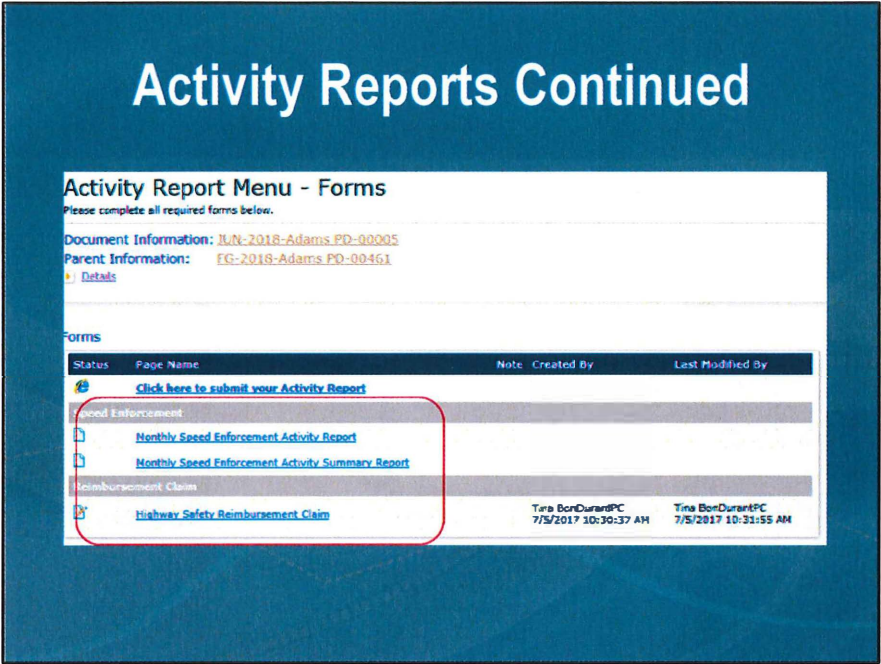 Activity Reports Continued
Activity Report Menu - Forms
Please complete all required forms below.
Document Information: JUN-2018-Adams PD-00005
Parent Information: FG-2018-Adams PD-00461
Details
Forms
Status Page Name Note Created By Last Modified By
Click here to submit your Activity Report
Speed Enforcement
Monthly Speed Enforcement Activity Report
Monthly Speed Enforcement Activity Summary Report
Reimbursement Claim
Highway Safety Reimbursement Claim
Tina BonDurantPC Tina BonDurantPC
7/5/2017 10:30:37 AM 7/5/2017 10:31:55 AM